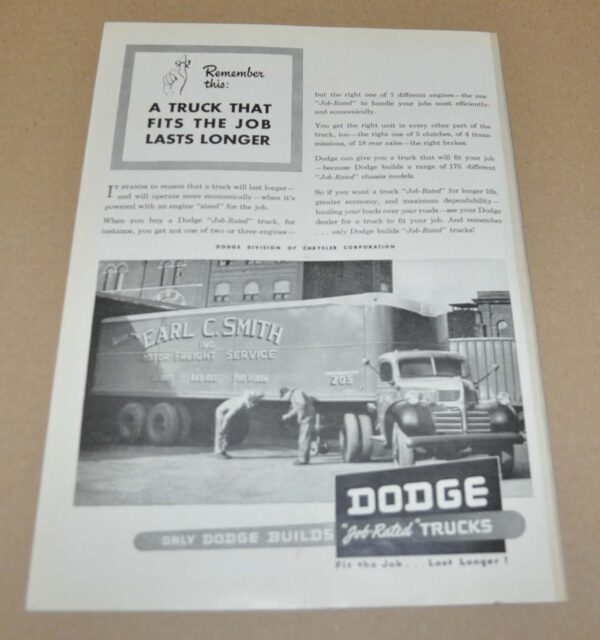 Remember
this:
A TRUCK THAT
FITS THE JOB
LASTS LONGER
IT STANDS to reason that a truck will last longer—
and will operate more economically—when it's
powered with an engine "sized" for the job.
When you buy a Dodge "Job-Rated" truck, for
instance, you get not one of two or three engines—
but the right one of 7 different engines—the one
"Job-Rated" to handle your jobs most efficiently,
and economically.
You get the right unit in every other part of the
truck, too—the right one of 5 clutches, of 4 trans-
missions, of 18 rear axles—the right brakes.
Dodge can give you a truck that will fit your job
—because Dodge builds a range of 175 different
"Job-Rated" chassis models.
So if you want a truck "Job-Rated" for longer life,
greater economy, and maximum dependability—
hauling your loads over your roads—see your Dodge
dealer for a truck to fit your job. And remember
. . . only Dodge builds "Job-Rated" trucks!
DODGE DIVISION OF CHRYSLER CORPORATION
EARL C. SMITH
INC.
MOTOR FREIGHT SERVICE
DETROIT BAD-AXE PORT HURON
205
DODGE
ONLY DODGE BUILDS "Job-Rated" TRUCKS
Fit the Job . . . Last Longer!